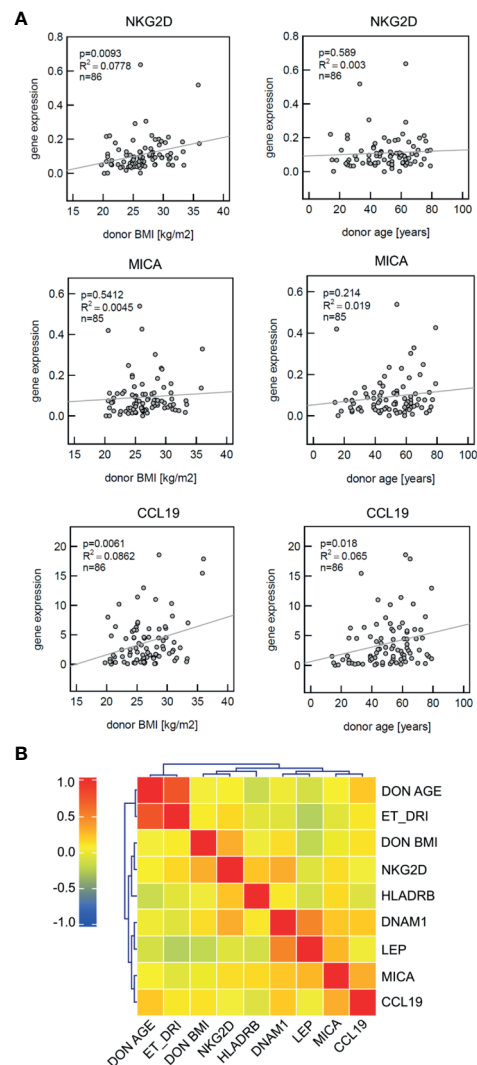 A
NKG2D
p=0.0093
R2=0.0778
n=86
gene expression
0.8
0.6
0.4
0.2
0.0
15 20 25 30 35 40
donor BMI [kg/m2]
NKG2D
p=0.589
R2=0.003
n=86
gene expression
0.8
0.6
0.4
0.2
0.0
0 20 40 60 80 100
donor age [years]
MICA
p=0.5412
R2=0.0045
n=85
gene expression
0.6
0.4
0.2
0.0
15 20 25 30 35 40
donor BMI [kg/m2]
MICA
p=0.214
R2=0.019
n=85
gene expression
0.6
0.4
0.2
0.0
0 20 40 60 80 100
donor age [years]
CCL19
p=0.0061
R2=0.0862
n=86
gene expression
20
15
10
5
0
15 20 25 30 35 40
donor BMI [kg/m2]
CCL19
p=0.018
R2=0.065
n=86
gene expression
20
15
10
5
0
0 20 40 60 80 100
donor age [years]
B
1.0
0.5
0.0
-0.5
-1.0
DON AGE
ET_DRI
DON BMI
NKG2D
HLADRB
DNAM1
LEP
MICA
CCL19
DON AGE
ET_DRI
DON BMI
NKG2D
HLADRB
DNAM1
LEP
MICA
CCL19